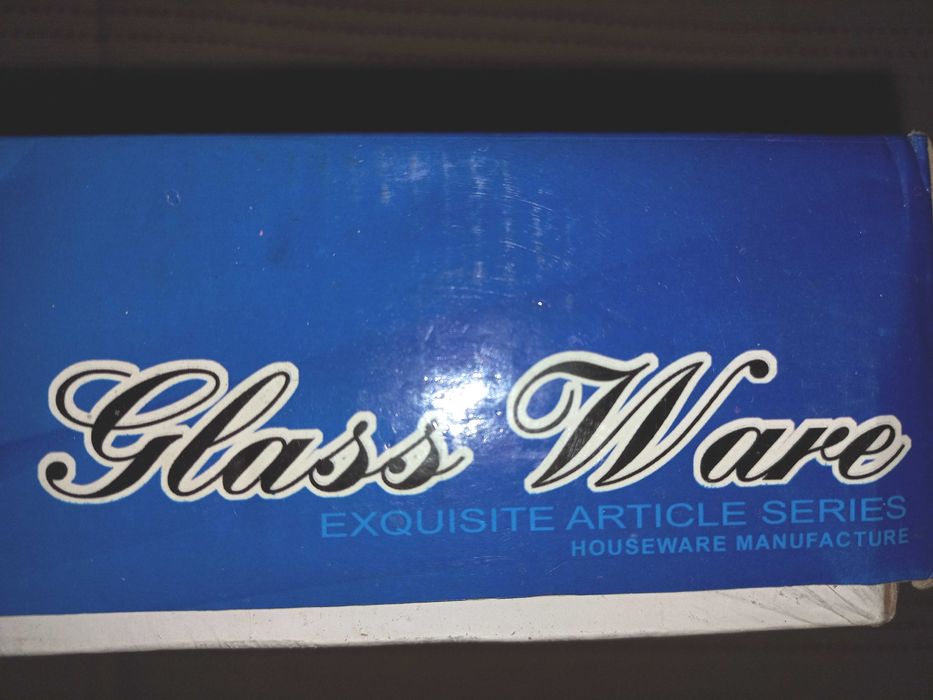 Glass Ware
EXQUISITE ARTICLE SERIES
HOUSEWARE MANUFACTURE